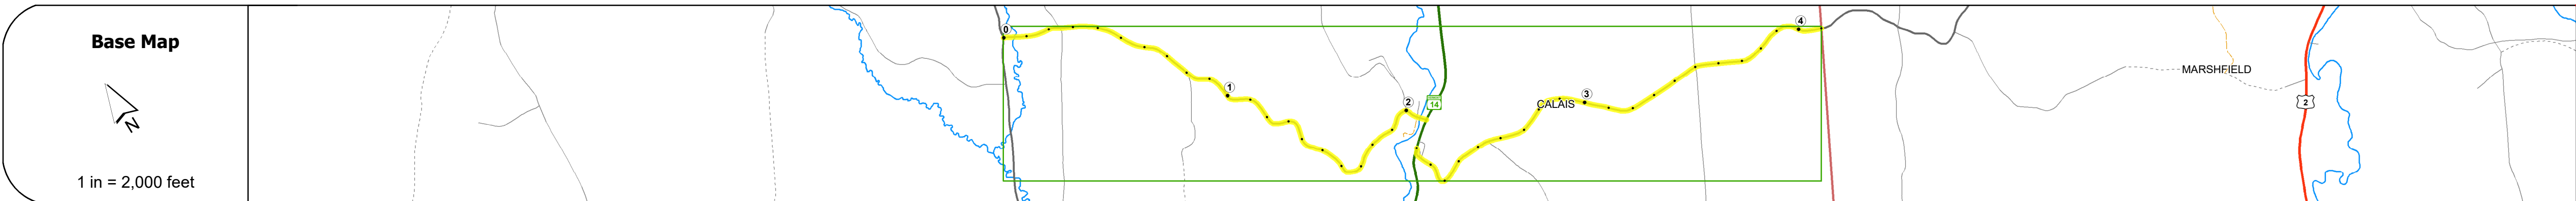 Base Map
N
1 in = 2,000 feet
0
1
2
14
CALAIS
3
4
MARSHFIELD
2